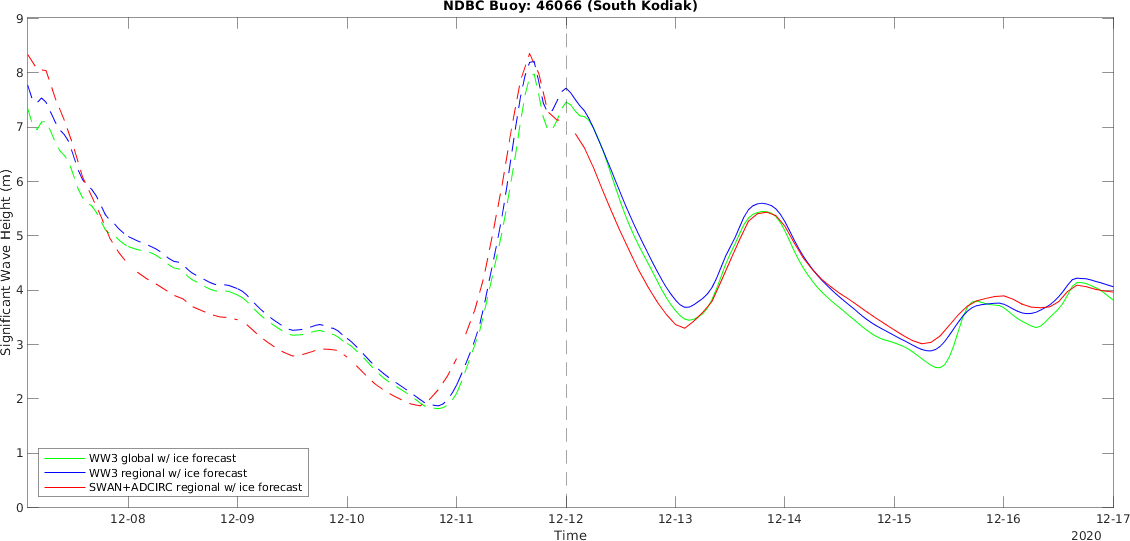 NDBC Buoy: 46066 (South Kodiak)
9
8
7
6
5
4
3
2
1
0
Significant Wave Height (m)
WW3 global w/ ice forecast
WW3 regional w/ ice forecast
SWAN+ADCIRC regional w/ ice forecast
12-08 12-09 12-10 12-11 12-12 12-13 12-14 12-15 12-16 12-17
Time
2020